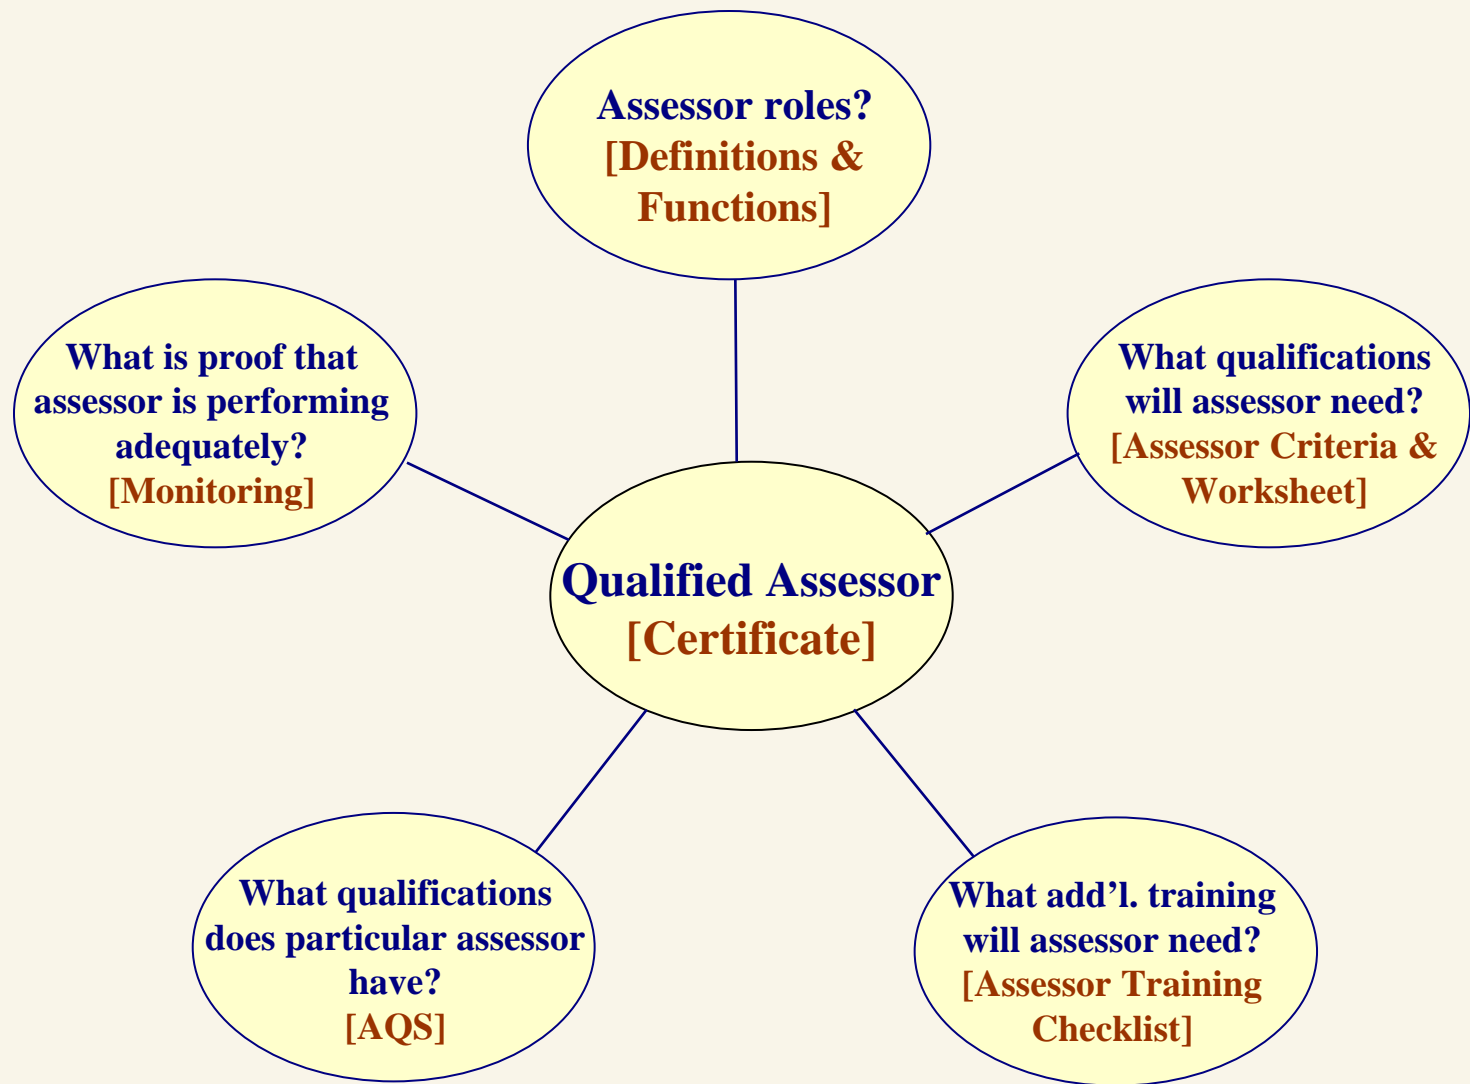 Assessor roles?
[Definitions &
Functions]
What is proof that
assessor is performing
adequately?
[Monitoring]
What qualifications
will assessor need?
[Assessor Criteria &
Worksheet]
Qualified Assessor
[Certificate]
What qualifications
does particular assessor
have?
[AQS]
What add’l. training
will assessor need?
[Assessor Training
Checklist]